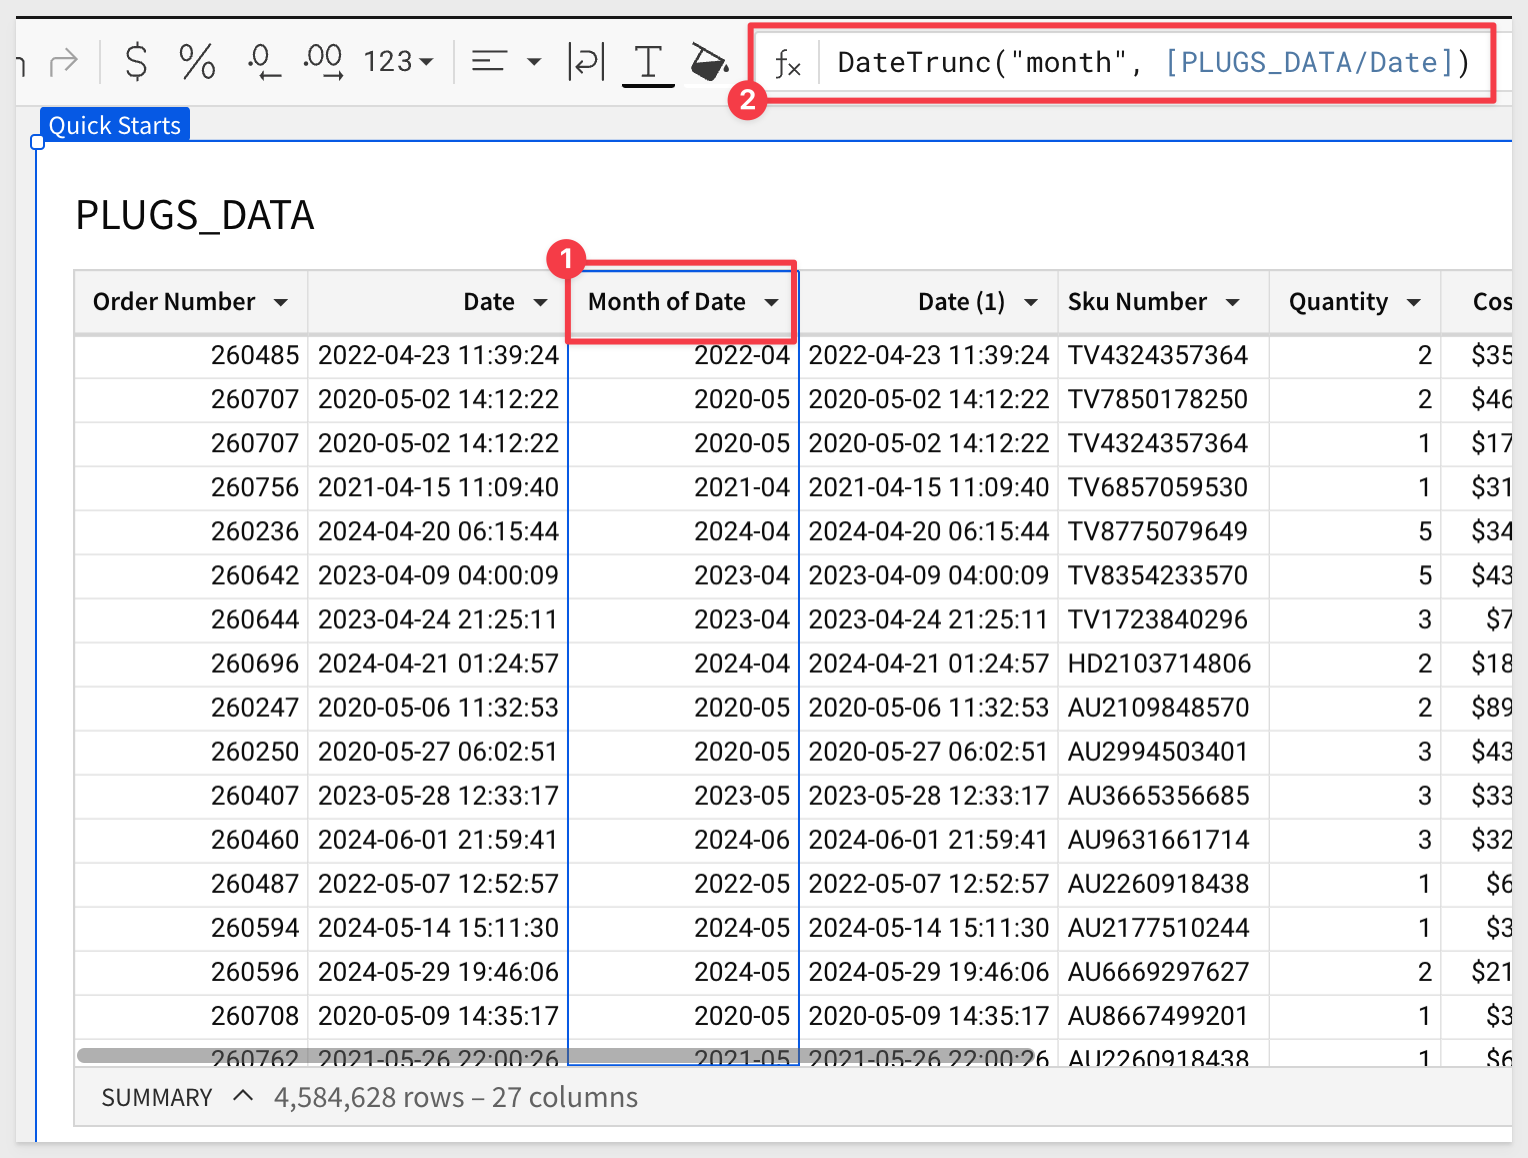 $ % .0 .00 123 T fx DateTrunc("month", [PLUGS_DATA/Date])
2
Quick Starts
PLUGS_DATA
1
Order Number Date Month of Date Date (1) Sku Number Quantity Cos
260485 2022-04-23 11:39:24 2022-04 2022-04-23 11:39:24 TV4324357364 2 $35
260707 2020-05-02 14:12:22 2020-05 2020-05-02 14:12:22 TV7850178250 2 $46
260707 2020-05-02 14:12:22 2020-05 2020-05-02 14:12:22 TV4324357364 1 $17
260756 2021-04-15 11:09:40 2021-04 2021-04-15 11:09:40 TV6857059530 1 $31
260236 2024-04-20 06:15:44 2024-04 2024-04-20 06:15:44 TV8775079649 5 $34
260642 2023-04-09 04:00:09 2023-04 2023-04-09 04:00:09 TV8354233570 5 $43
260644 2023-04-24 21:25:11 2023-04 2023-04-24 21:25:11 TV1723840296 3 $7
260696 2024-04-21 01:24:57 2024-04 2024-04-21 01:24:57 HD2103714806 2 $18
260247 2020-05-06 11:32:53 2020-05 2020-05-06 11:32:53 AU2109848570 2 $89
260250 2020-05-27 06:02:51 2020-05 2020-05-27 06:02:51 AU2994503401 3 $43
260407 2023-05-28 12:33:17 2023-05 2023-05-28 12:33:17 AU3665356685 3 $33
260460 2024-06-01 21:59:41 2024-06 2024-06-01 21:59:41 AU9631661714 3 $32
260487 2022-05-07 12:52:57 2022-05 2022-05-07 12:52:57 AU2260918438 1 $6
260594 2024-05-14 15:11:30 2024-05 2024-05-14 15:11:30 AU2177510244 1 $3
260596 2024-05-29 19:46:06 2024-05 2024-05-29 19:46:06 AU6669297627 2 $21
260708 2020-05-09 14:35:17 2020-05 2020-05-09 14:35:17 AU8667499201 1 $3
260762 2021-05-26 22:00:26 2021-05 2021-05-26 22:00:26 AU2260918438 1 $6
SUMMARY 4,584,628 rows – 27 columns